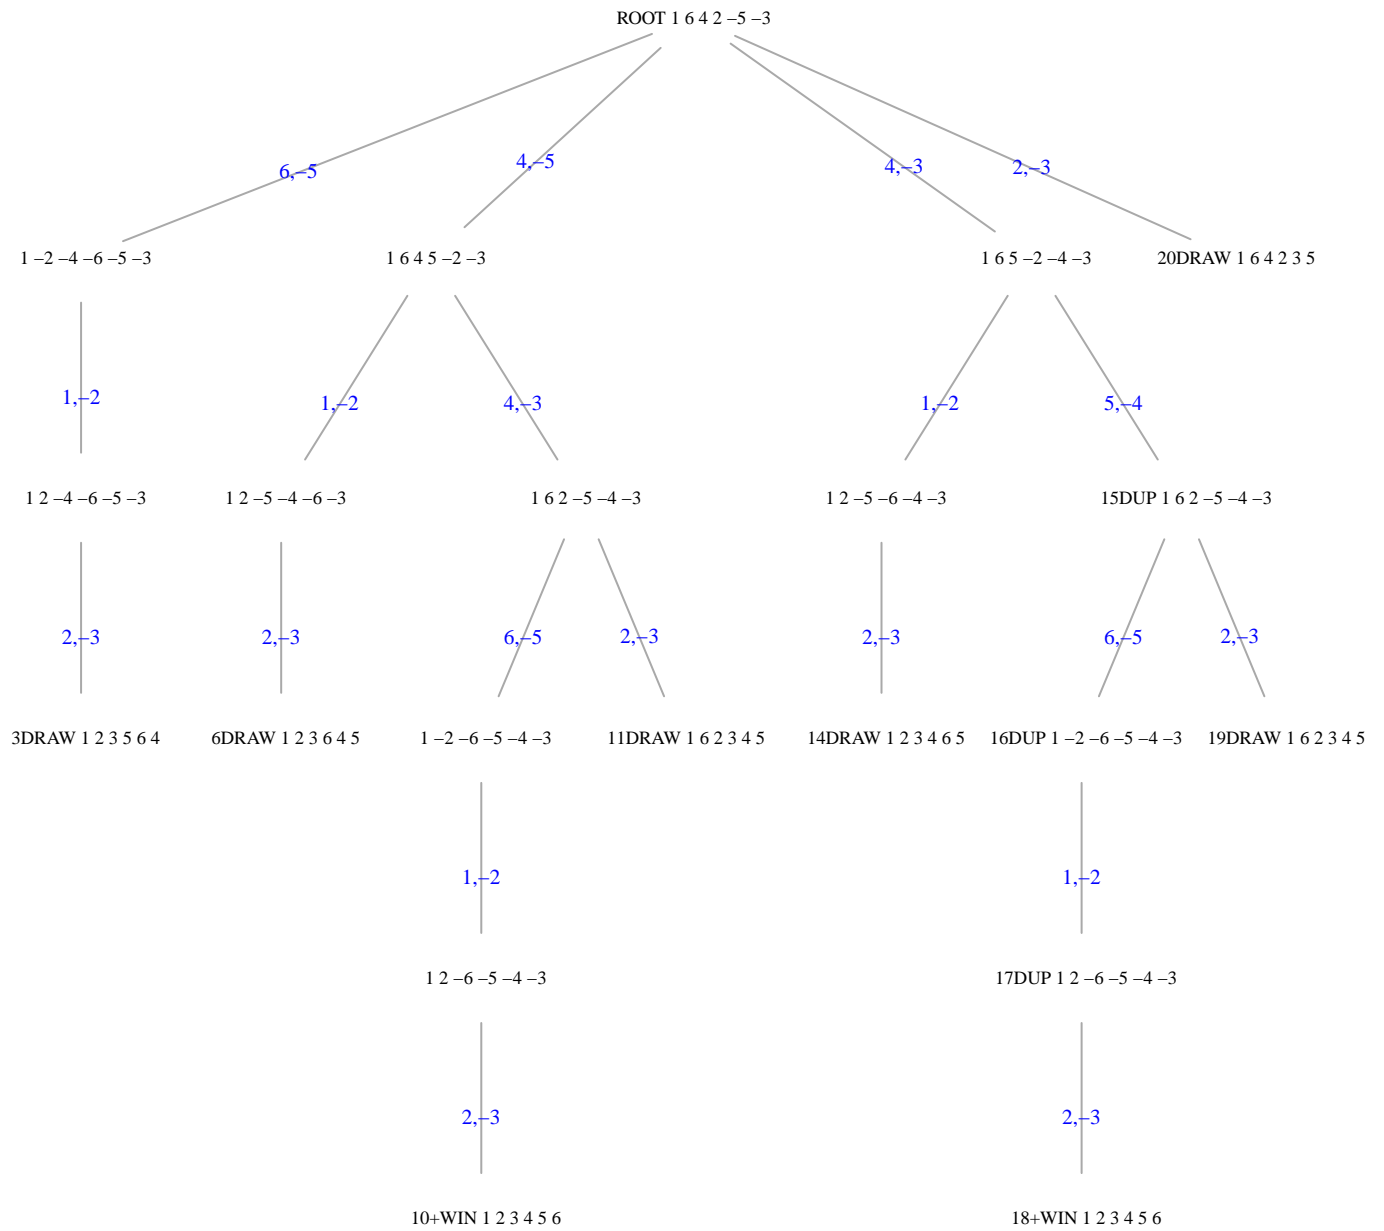 ROOT 1 6 4 2 –5 –3
6,–5
4,–5
4,–3
2,–3
1 –2 –4 –6 –5 –3
1 6 4 5 –2 –3
1 6 5 –2 –4 –3
20DRAW 1 6 4 2 3 5
1,–2
1,–2
4,–3
1,–2
5,–4
1 2 –4 –6 –5 –3
1 2 –5 –4 –6 –3
1 6 2 –5 –4 –3
1 2 –5 –6 –4 –3
15DUP 1 6 2 –5 –4 –3
2,–3
2,–3
6,–5
2,–3
2,–3
6,–5
2,–3
3DRAW 1 2 3 5 6 4
6DRAW 1 2 3 6 4 5
1 –2 –6 –5 –4 –3
11DRAW 1 6 2 3 4 5
14DRAW 1 2 3 4 6 5
16DUP 1 –2 –6 –5 –4 –3
19DRAW 1 6 2 3 4 5
1,–2
1,–2
1 2 –6 –5 –4 –3
17DUP 1 2 –6 –5 –4 –3
2,–3
2,–3
10+WIN 1 2 3 4 5 6
18+WIN 1 2 3 4 5 6